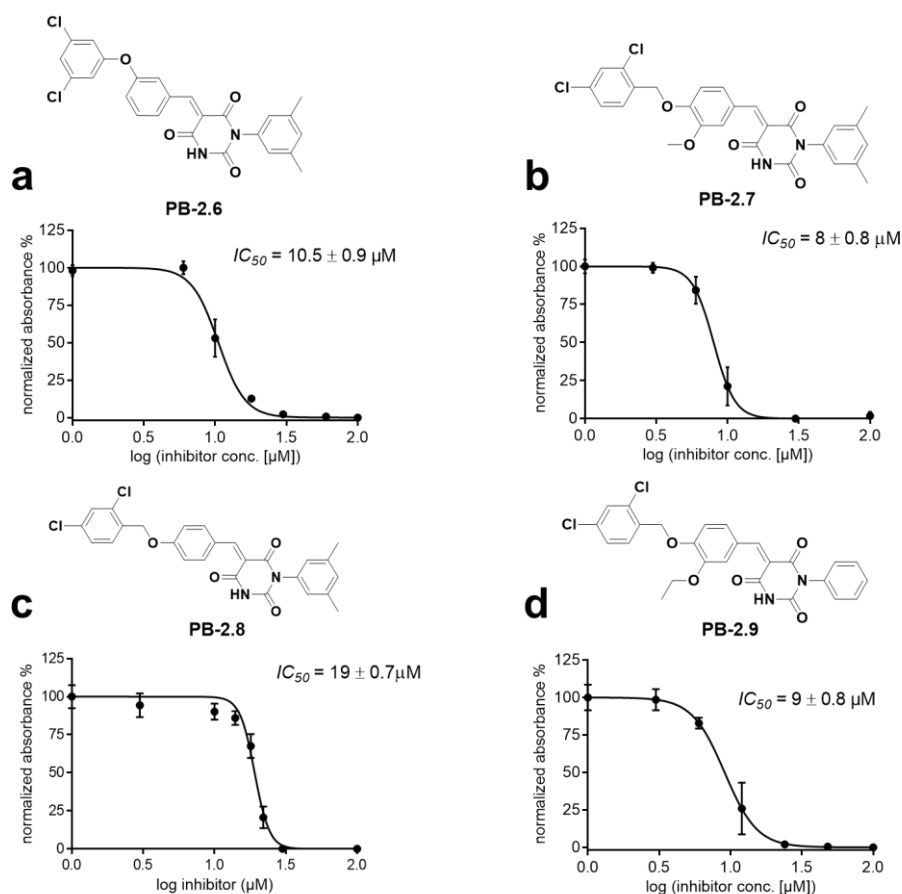 Cl
Cl
O
O
O
N
NH
O
a
PB-2.6
IC50 = 10.5 ± 0.9 µM
normalized absorbance %
125
100
75
50
25
0
0.0 0.5 1.0 1.5 2.0
log (inhibitor conc. [µM])
Cl
Cl
O
O
O
O
N
NH
O
b
PB-2.7
IC50 = 8 ± 0.8 µM
normalized absorbance %
125
100
75
50
25
0
0.0 0.5 1.0 1.5 2.0
log (inhibitor conc. [µM])
Cl
Cl
O
O
O
N
NH
O
c
PB-2.8
IC50 = 19 ± 0.7µM
normalized absorbance %
125
100
75
50
25
0
0.0 0.5 1.0 1.5 2.0
log inhibitor (µM)
Cl
Cl
O
O
O
O
N
NH
O
d
PB-2.9
IC50 = 9 ± 0.8 µM
normalized absorbance %
125
100
75
50
25
0
0.0 0.5 1.0 1.5 2.0
log (inhibitor conc. [µM])